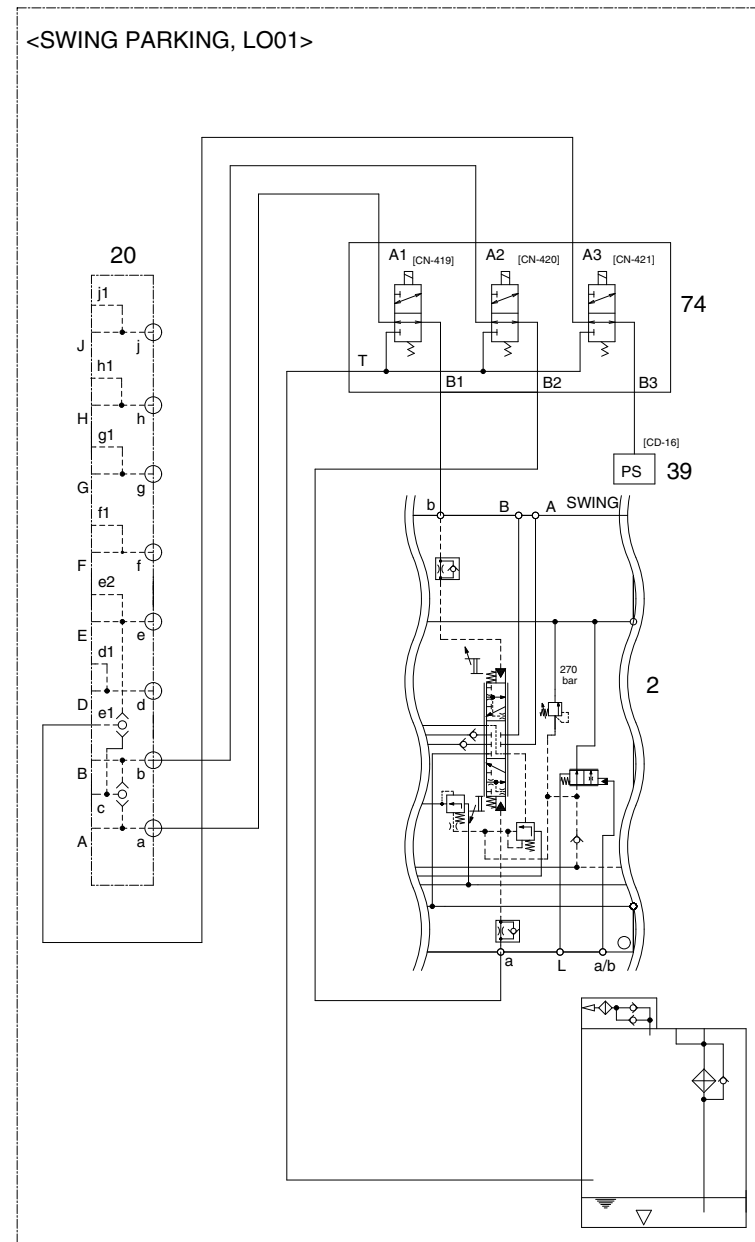 <SWING PARKING, LO01>
20
A1 [CN-419] A2 [CN-420] A3 [CN-421]
74
T
B1 B2 B3
j1
J j
h1
H h
g1
G g
f1
F f
e2
E e
d1
D d
e1
B b
c
A a
[CD-16]
PS 39
b B A SWING
270
bar
2
a L a/b